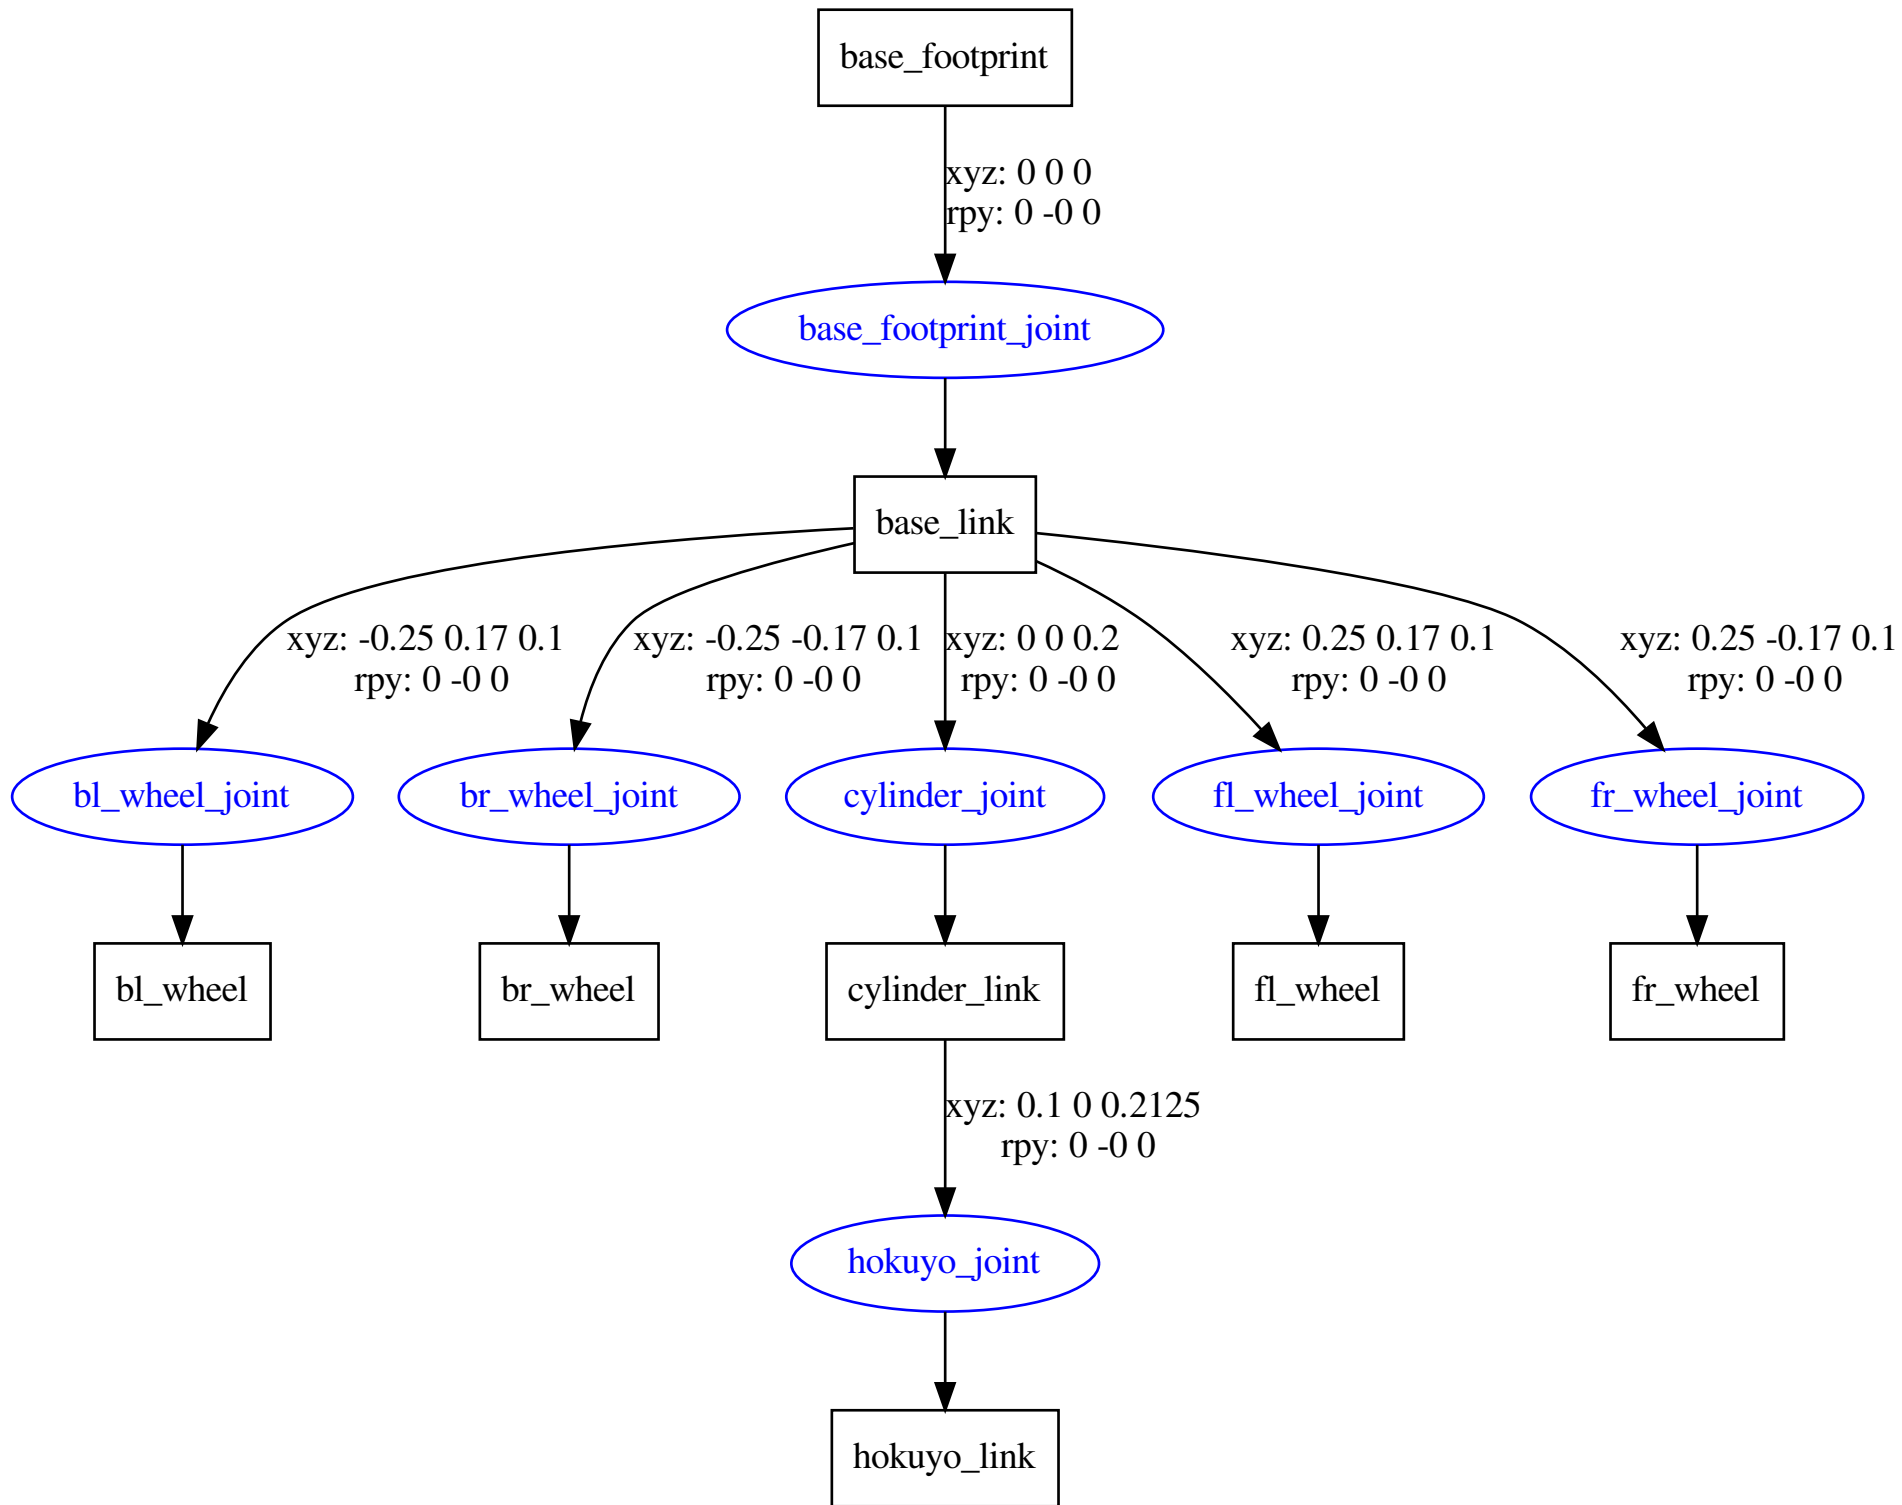 base_footprint
xyz: 0 0 0
rpy: 0 -0 0
base_footprint_joint
base_link
xyz: -0.25 0.17 0.1
rpy: 0 -0 0
xyz: -0.25 -0.17 0.1
rpy: 0 -0 0
xyz: 0 0 0.2
rpy: 0 -0 0
xyz: 0.25 0.17 0.1
rpy: 0 -0 0
xyz: 0.25 -0.17 0.1
rpy: 0 -0 0
bl_wheel_joint
br_wheel_joint
cylinder_joint
fl_wheel_joint
fr_wheel_joint
bl_wheel
br_wheel
cylinder_link
fl_wheel
fr_wheel
xyz: 0.1 0 0.2125
rpy: 0 -0 0
hokuyo_joint
hokuyo_link